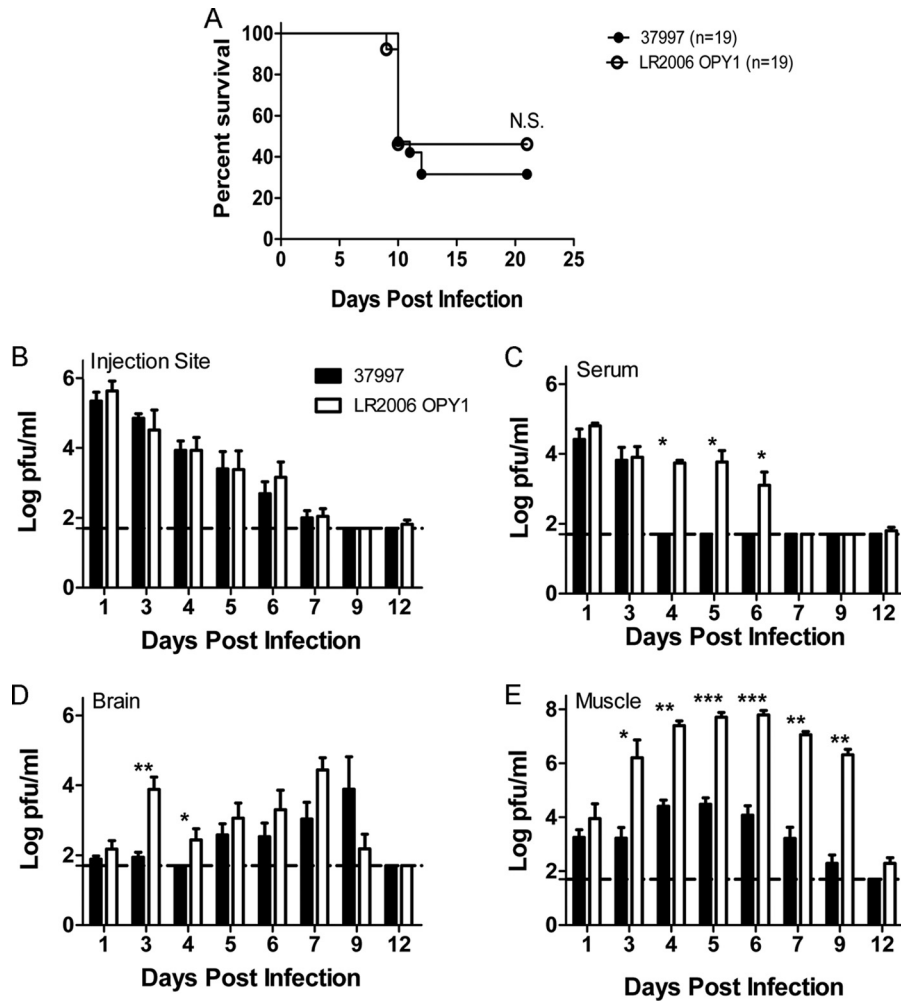 A
Percent survival
100
80
60
40
20
0
0 5 10 15 20 25
Days Post Infection
N.S.
37997 (n=19)
LR2006 OPY1 (n=19)
B
Injection Site
37997
LR2006 OPY1
Log pfu/ml
6
4
2
0
1 3 4 5 6 7 9 12
Days Post Infection
C
Serum
Log pfu/ml
6
4
2
0
* * *
1 3 4 5 6 7 9 12
Days Post Infection
D
Brain
Log pfu/ml
6
4
2
0
** *
1 3 4 5 6 7 9 12
Days Post Infection
E
Muscle
Log pfu/ml
8
6
4
2
0
* ** *** *** ** **
1 3 4 5 6 7 9 12
Days Post Infection